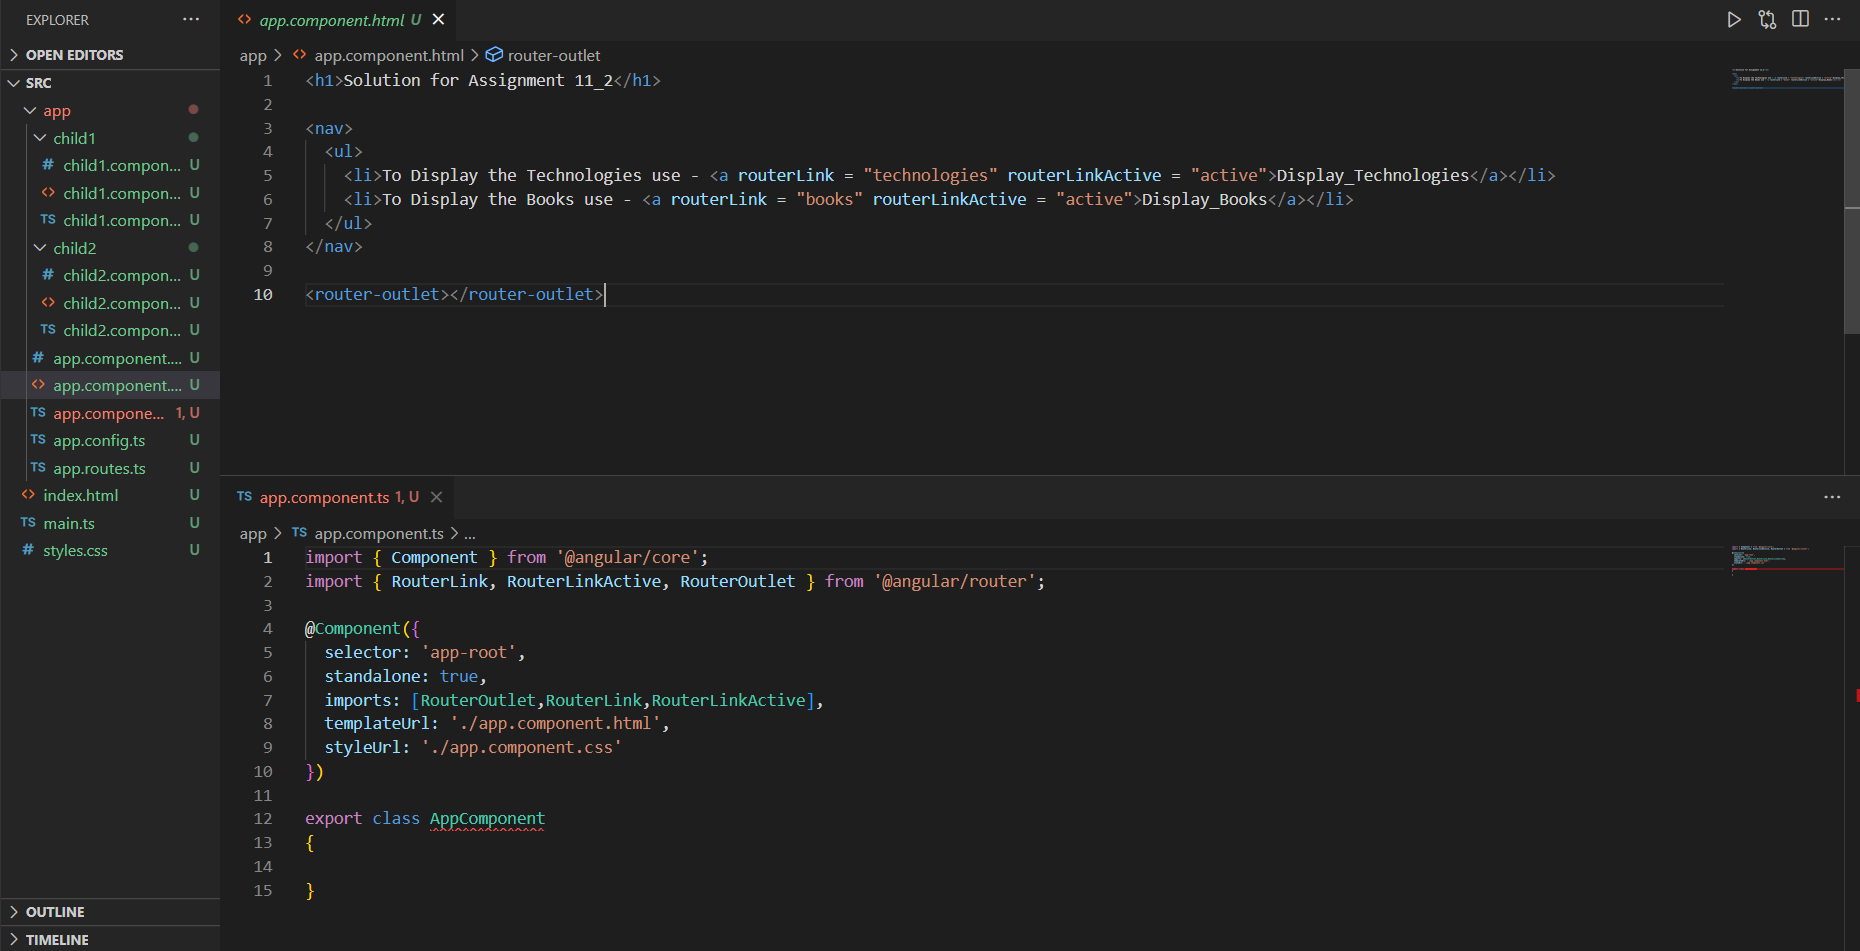 EXPLORER
OPEN EDITORS
SRC
app
child1
# child1.compon... U
<> child1.compon... U
TS child1.compon... U
child2
# child2.compon... U
<> child2.compon... U
TS child2.compon... U
# app.component.... U
<> app.component.... U
TS app.compone... 1, U
TS app.config.ts U
TS app.routes.ts U
<> index.html U
TS main.ts U
# styles.css U
OUTLINE
TIMELINE
<> app.component.html U
app > <> app.component.html > router-outlet
1 <h1>Solution for Assignment 11_2</h1>
2
3 <nav>
4 <ul>
5 <li>To Display the Technologies use - <a routerLink = "technologies" routerLinkActive = "active">Display_Technologies</a></li>
6 <li>To Display the Books use - <a routerLink = "books" routerLinkActive = "active">Display_Books</a></li>
7 </ul>
8 </nav>
9
10 <router-outlet></router-outlet>
TS app.component.ts 1, U
app > TS app.component.ts > ...
1 import { Component } from '@angular/core';
2 import { RouterLink, RouterLinkActive, RouterOutlet } from '@angular/router';
3
4 @Component({
5 selector: 'app-root',
6 standalone: true,
7 imports: [RouterOutlet,RouterLink,RouterLinkActive],
8 templateUrl: './app.component.html',
9 styleUrl: './app.component.css'
10 })
11
12 export class AppComponent
13 {
14
15 }